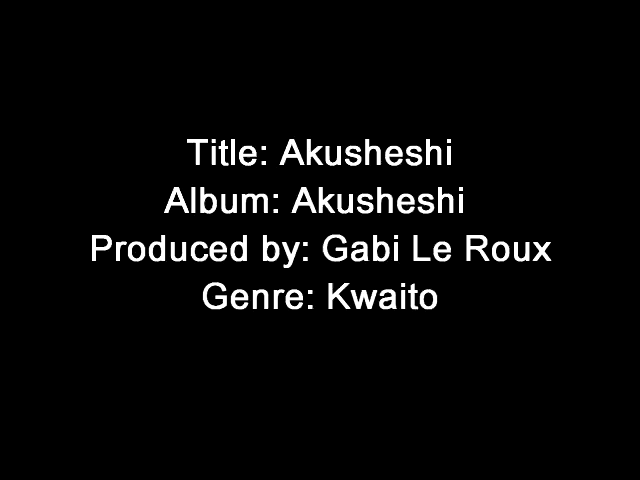 Title: Akusheshi
Album: Akusheshi
Produced by: Gabi Le Roux
Genre: Kwaito